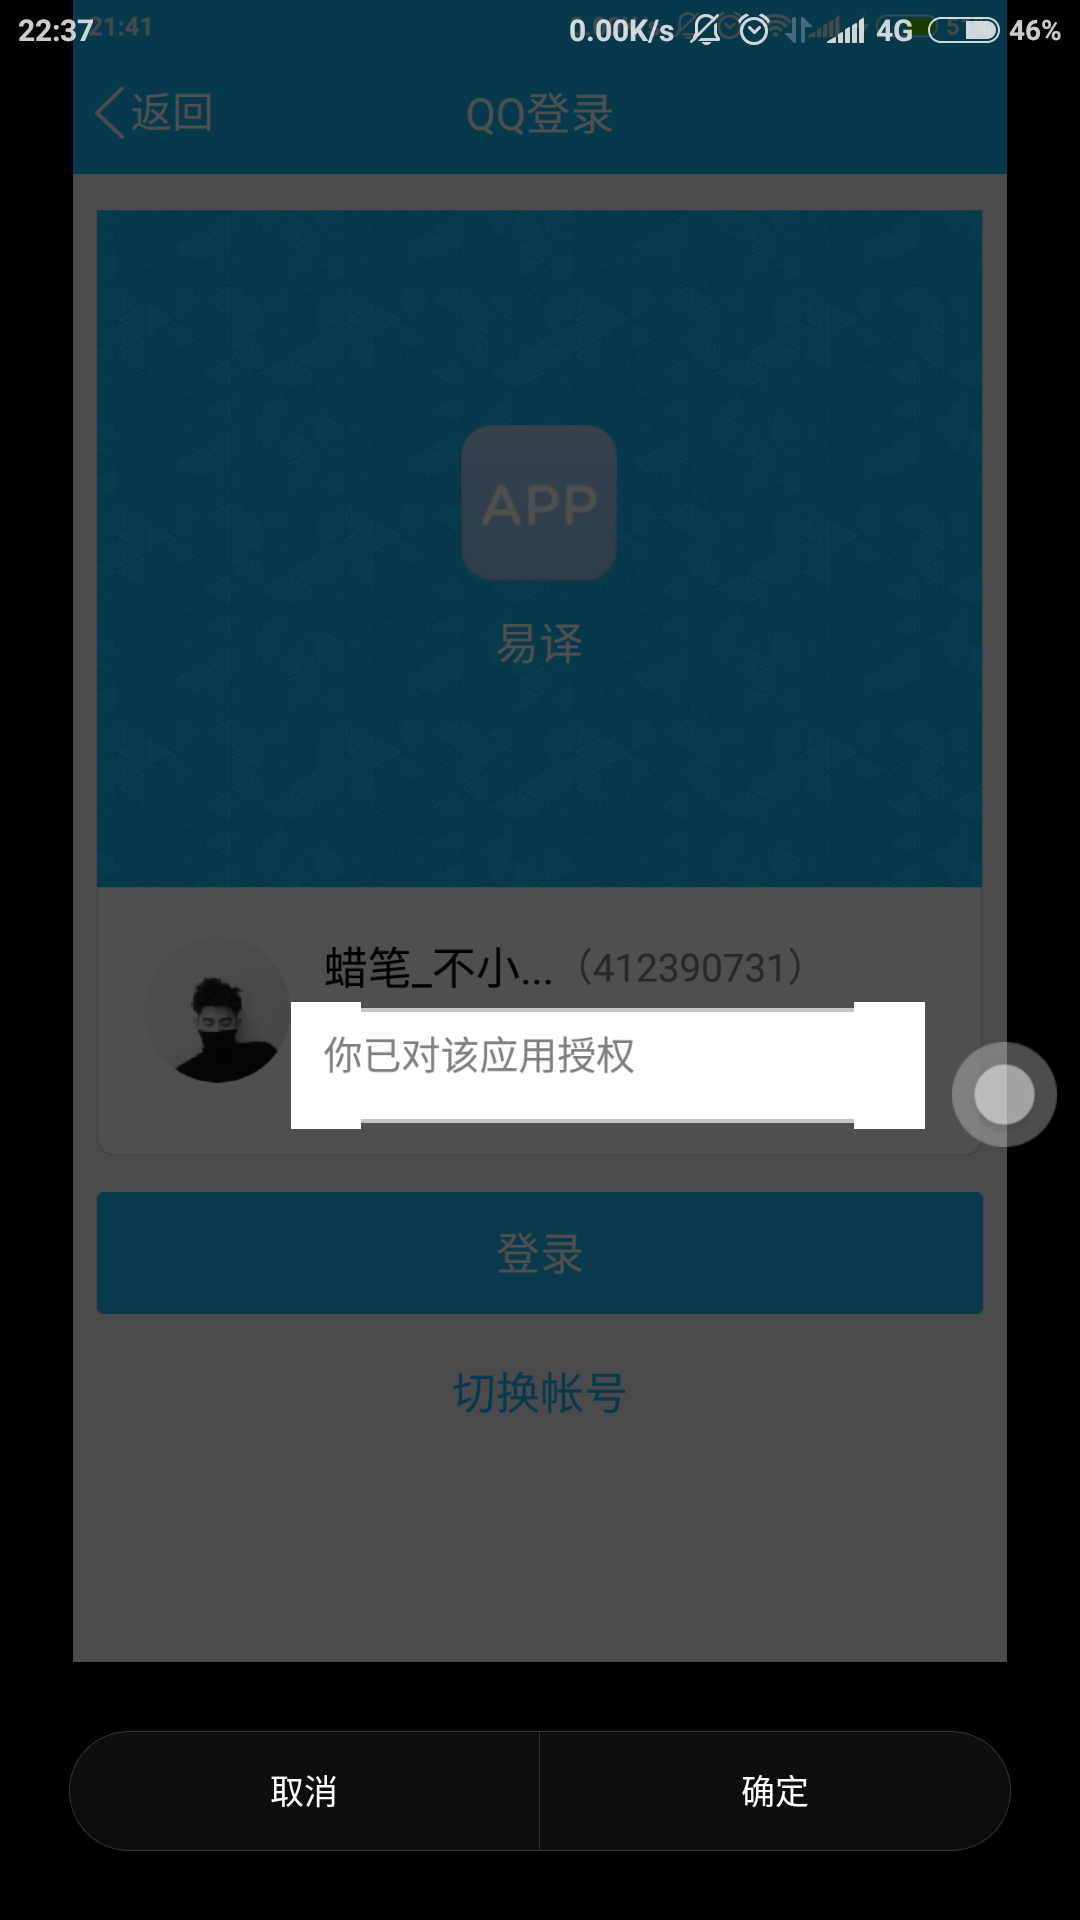 22:37 21:41 0.00K/s 4G 46%
返回 QQ登录
APP
易译
蜡笔_不小... （412390731）
你已对该应用授权
登录
切换帐号
取消 确定